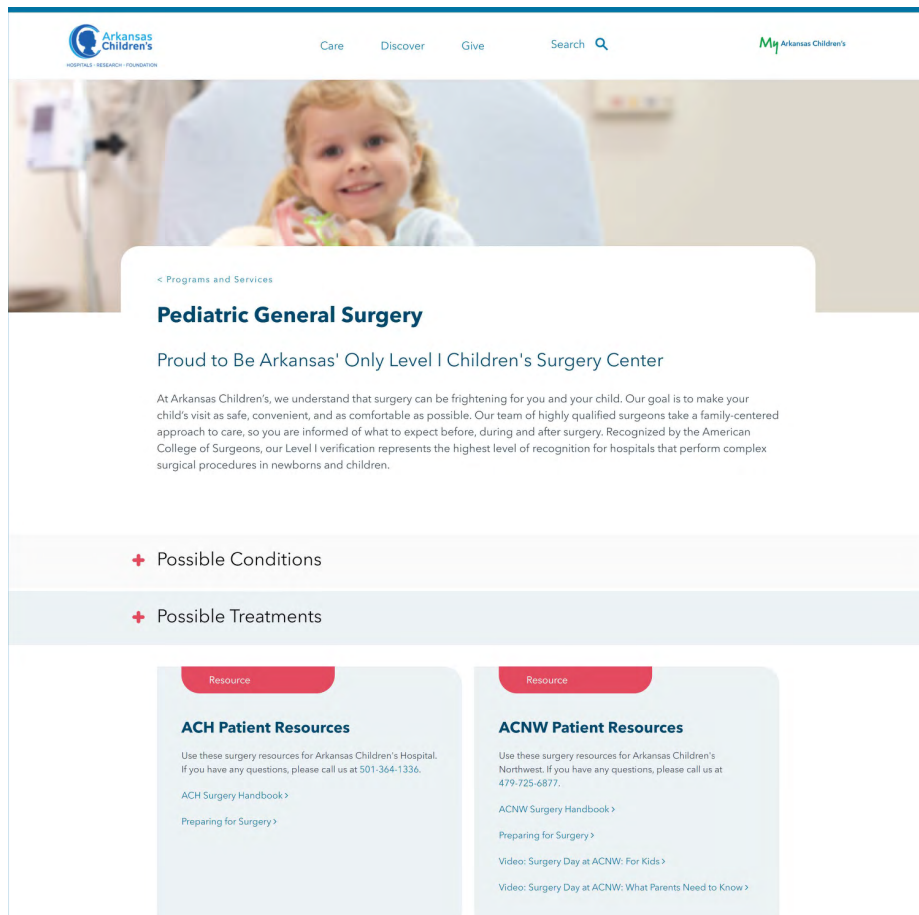 Arkansas
Children's
HOSPITALS • RESEARCH • FOUNDATION
Care
Discover
Give
Search
My Arkansas Children's
< Programs and Services
Pediatric General Surgery
Proud to Be Arkansas' Only Level I Children's Surgery Center
At Arkansas Children's, we understand that surgery can be frightening for you and your child. Our goal is to make your
child's visit as safe, convenient, and as comfortable as possible. Our team of highly qualified surgeons take a family-centered
approach to care, so you are informed of what to expect before, during and after surgery. Recognized by the American
College of Surgeons, our Level I verification represents the highest level of recognition for hospitals that perform complex
surgical procedures in newborns and children.
Possible Conditions
Possible Treatments
Resource
ACH Patient Resources
Use these surgery resources for Arkansas Children's Hospital.
If you have any questions, please call us at 501-364-1336.
ACH Surgery Handbook >
Preparing for Surgery >
Resource
ACNW Patient Resources
Use these surgery resources for Arkansas Children's
Northwest. If you have any questions, please call us at
479-725-6877.
ACNW Surgery Handbook >
Preparing for Surgery >
Video: Surgery Day at ACNW: For Kids >
Video: Surgery Day at ACNW: What Parents Need to Know >